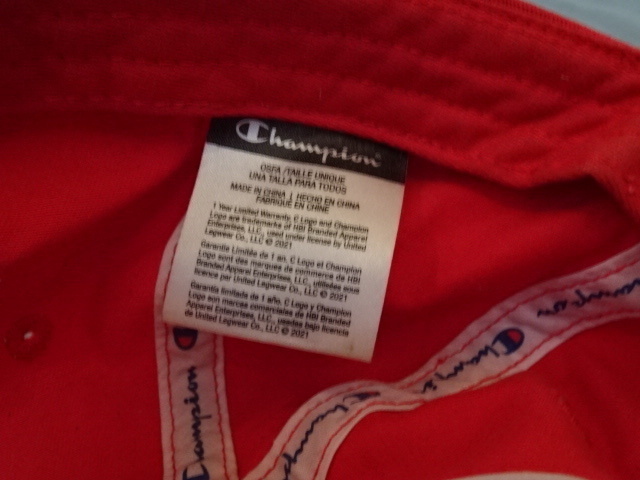 Champion
OSFA/TAILLE UNIQUE
UNA TALLA PARA TODOS
MADE IN CHINA | HECHO EN CHINA
FABRIQUÉ EN CHINE
1 Year Limited Warranty. C Logo and Champion
Logo are trademarks of HBI Branded Apparel
Enterprises, LLC., used under license by United
Legwear Co., LLC © 2021
Garantie Limitée de 1 an. C Logo et Champion
Logo sont des marques de commerce de HBI
Branded Apparel Enterprises, LLC., utilisées sous
licence par United Legwear Co., LLC © 2021
Garantía limitada de 1 año. C Logo y Champion
Logo son marcas comerciales de HBI Branded
Apparel Enterprises, LLC., usadas bajo licencia
de United Legwear Co., LLC © 2021
Champion
Champion
Champion
Champion